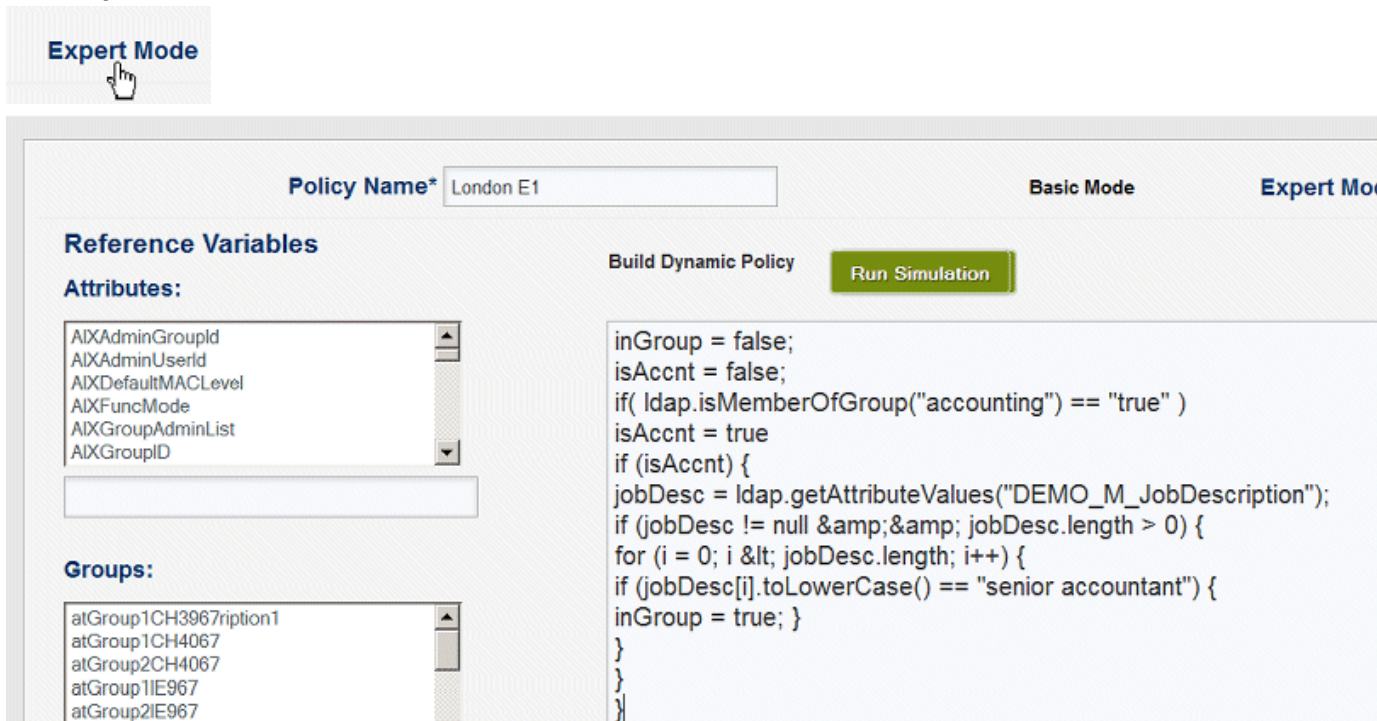 Expert Mode
Policy Name* London E1 Basic Mode Expert Mod
Reference Variables
Attributes:
AIXAdminGroupId
AIXAdminUserId
AIXDefaultMACLevel
AIXFuncMode
AIXGroupAdminList
AIXGroupID
Groups:
atGroup1CH3967ription1
atGroup1CH4067
atGroup2CH4067
atGroup1IE967
atGroup2IE967
Build Dynamic Policy Run Simulation
inGroup = false;
isAccnt = false;
if( ldap.isMemberOfGroup("accounting") == "true" )
isAccnt = true
if (isAccnt) {
jobDesc = ldap.getAttributeValues("DEMO_M_JobDescription");
if (jobDesc != null &amp;&amp; jobDesc.length > 0) {
for (i = 0; i &lt; jobDesc.length; i++) {
if (jobDesc[i].toLowerCase() == "senior accountant") {
inGroup = true; }
}
}
}